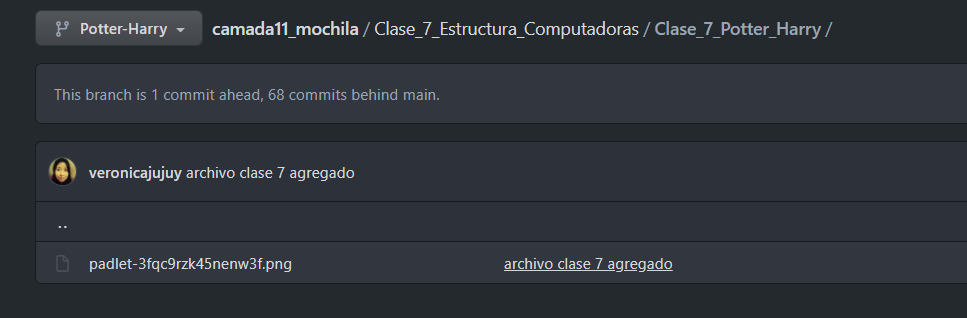 Potter-Harry camada11_mochila / Clase_7_Estructura_Computadoras / Clase_7_Potter_Harry /
This branch is 1 commit ahead, 68 commits behind main.
veronicajujuy archivo clase 7 agregado
..
padlet-3fqc9rzk45nenw3f.png archivo clase 7 agregado